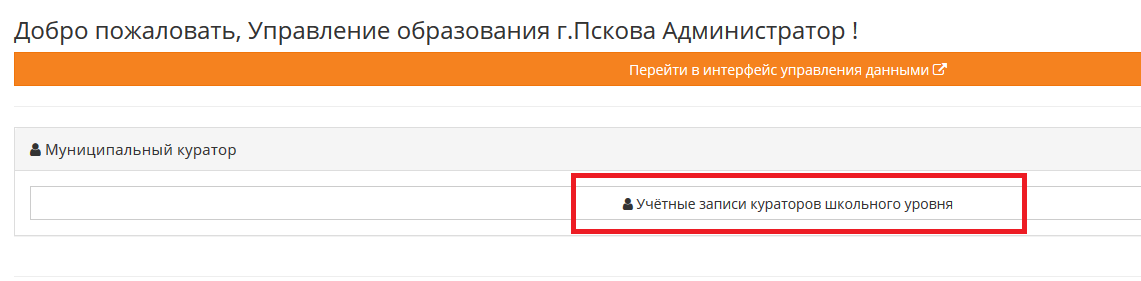 Добро пожаловать, Управление образования г.Пскова Администратор !
Перейти в интерфейс управления данными
Муниципальный куратор
Учётные записи кураторов школьного уровня